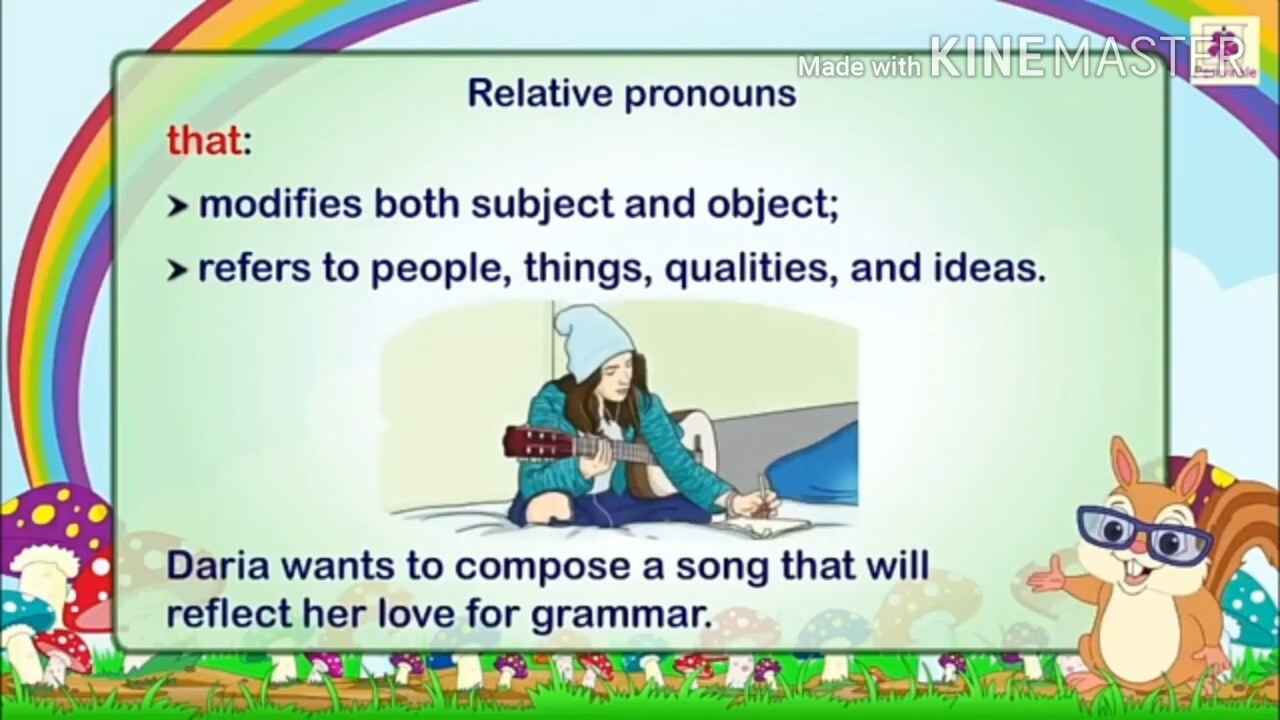 Made with KINEMASTER
Relative pronouns
that:
➤ modifies both subject and object;
➤ refers to people, things, qualities, and ideas.
Daria wants to compose a song that will
reflect her love for grammar.